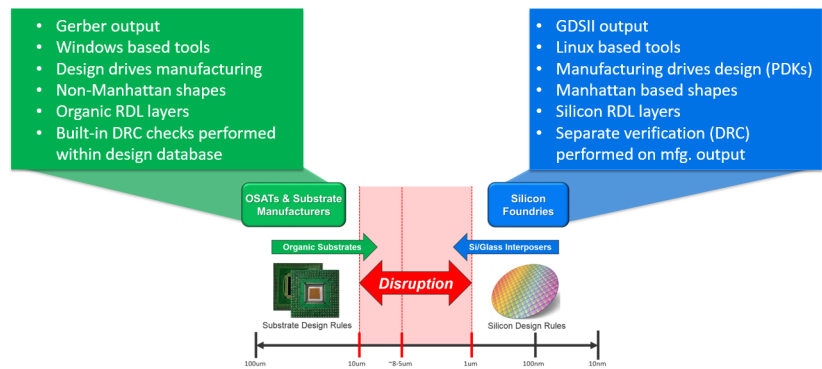 • Gerber output
• Windows based tools
• Design drives manufacturing
• Non-Manhattan shapes
• Organic RDL layers
• Built-in DRC checks performed
within design database
• GDSII output
• Linux based tools
• Manufacturing drives design (PDKs)
• Manhattan based shapes
• Silicon RDL layers
• Separate verification (DRC)
performed on mfg. output
OSATs & Substrate
Manufacturers
Silicon
Foundries
Organic Substrates
Si/Glass Interposers
Disruption
Substrate Design Rules
Silicon Design Rules
100um
10um
~8-5um
1um
100nm
10nm